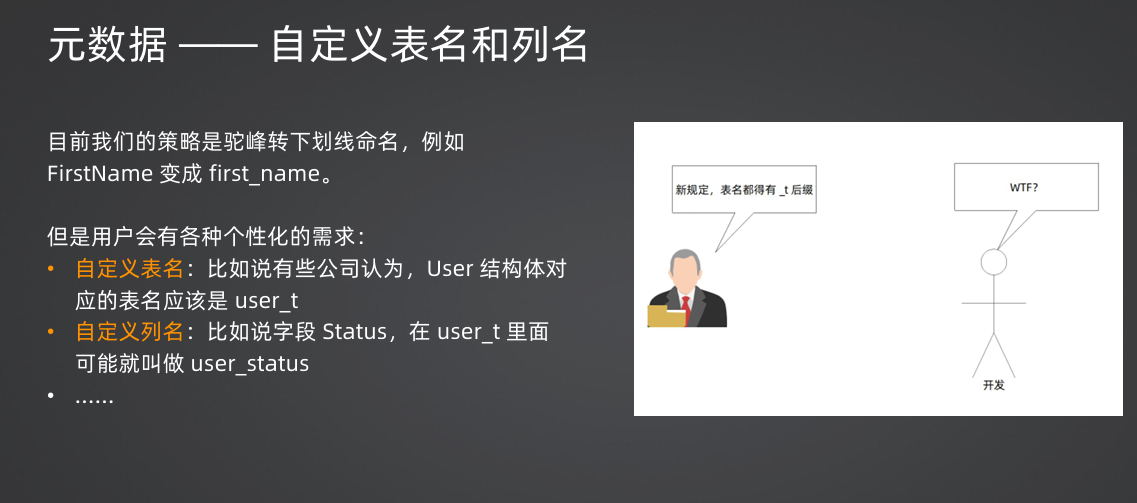 元数据 —— 自定义表名和列名
目前我们的策略是驼峰转下划线命名，例如
FirstName 变成 first_name。
但是用户会有各种个性化的需求：
• 自定义表名：比如说有些公司认为，User 结构体对
应的表名应该是 user_t
• 自定义列名：比如说字段 Status，在 user_t 里面
可能就叫做 user_status
• ……
新规定，表名都得有 _t 后缀
WTF？
开发